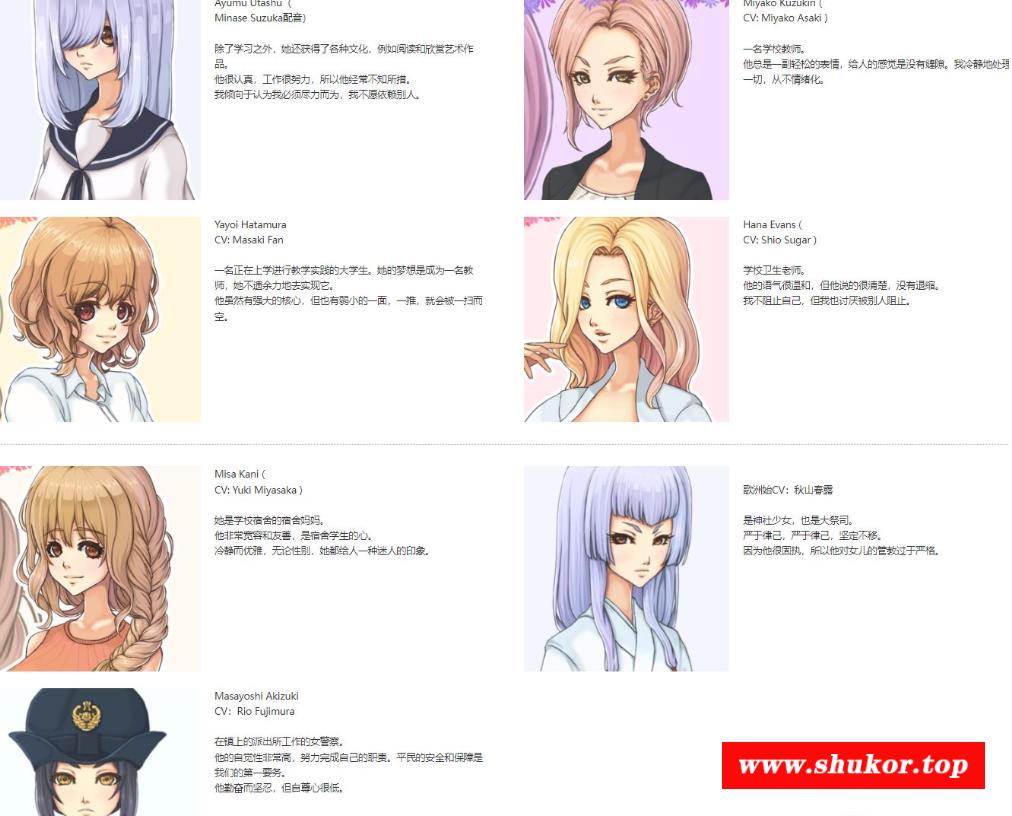 Ayumu Utashu (
Minase Suzuka配音)
除了学习之外，她还获得了各种文化，例如阅读和欣赏艺术作
品。
他很认真，工作很努力，所以他经常不知所措。
我倾向于认为我必须尽力而为，我不愿依赖别人。
Miyako Kuzukin (
CV: Miyako Asaki )
一名学校教师。
他总是一副轻松的表情，给人的感觉是没有缝隙。我冷静地处理
一切，从不情绪化。
Yayoi Hatamura
CV: Masaki Fan
一名正在上学进行教学实践的大学生。她的梦想是成为一名教
师，她不遗余力地去实现它。
他虽然有强大的核心，但也有弱小的一面，一推，就会被一扫而
空。
Hana Evans (
CV: Shio Sugar )
学校卫生老师。
他的语气很温和，但他说的很清楚，没有退缩。
我不阻止自己，但我也讨厌被别人阻止。
Misa Kani (
CV: Yuki Miyasaka )
她是学校宿舍的宿舍妈妈。
他非常宽容和友善，是宿舍学生的心。
冷静而优雅，无论性别，她都给人一种迷人的印象。
歌洲始CV：秋山春露
是神社少女，也是大祭司。
严于律己，严于律己，坚定不移。
因为他很固执，所以他对女儿的管教过于严格。
Masayoshi Akizuki
CV：Rio Fujimura
在镇上的派出所工作的女警察。
他的自觉性非常高，努力完成自己的职责。平民的安全和保障是
我们的第一要务。
他勤奋而坚忍，但自尊心很低。
www.shukor.top